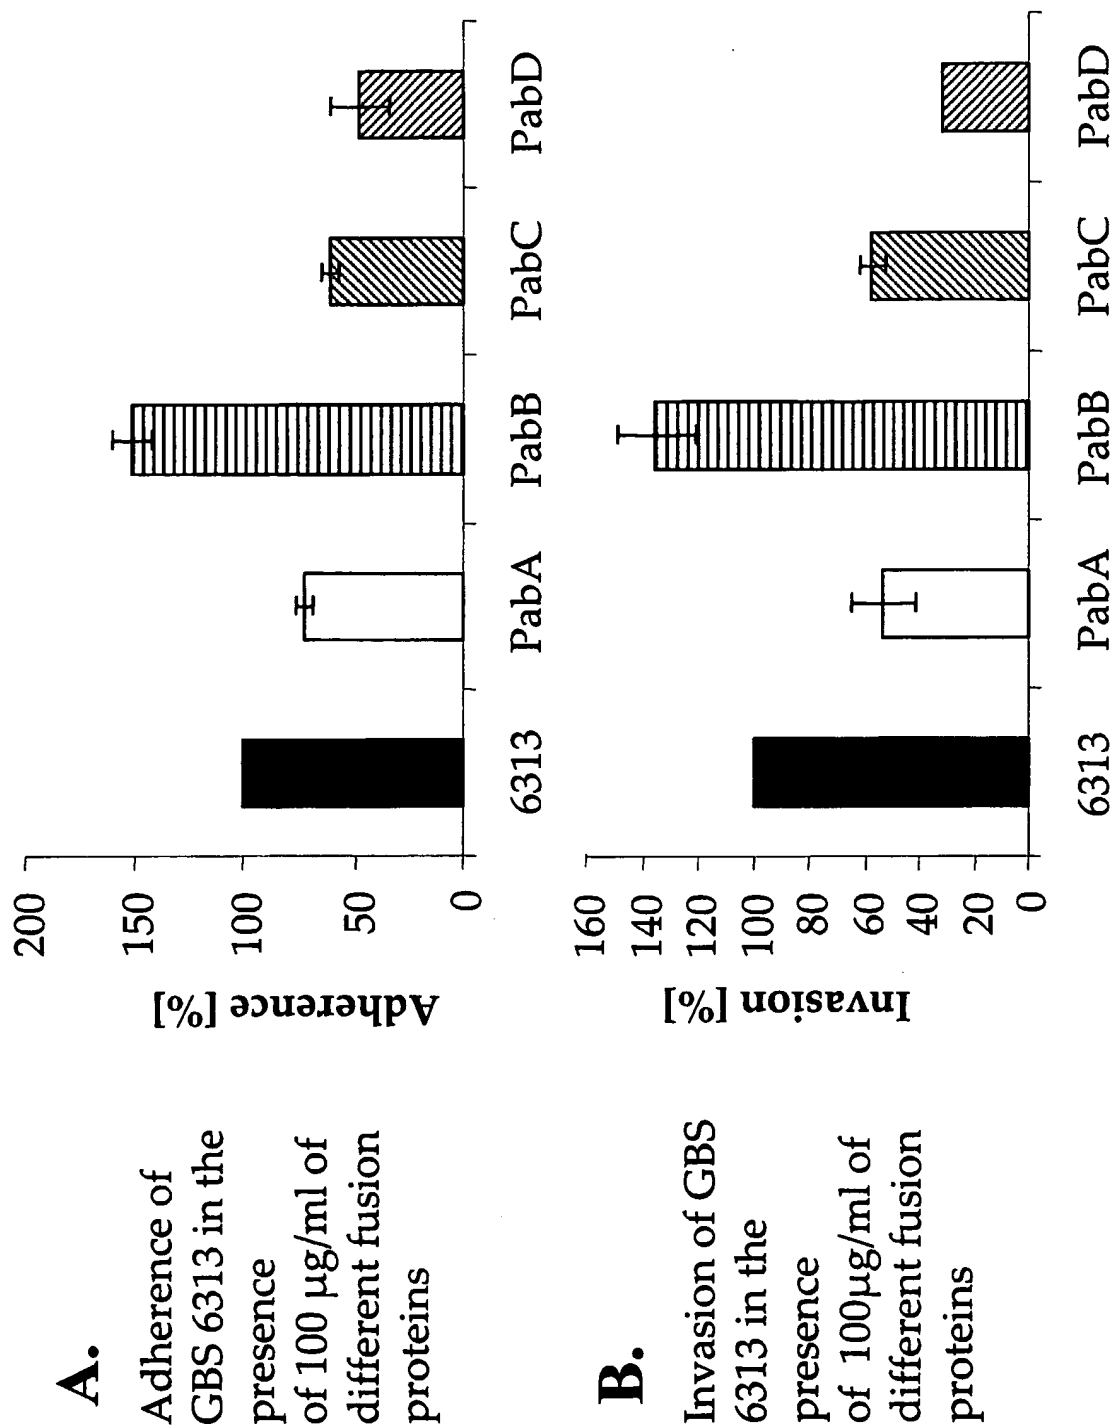 A.
Adherence of
GBS 6313 in the
presence
of 100 µg/ml of
different fusion
proteins
Adherence [%]
200
150
100
50
0
6313 PabA PabB PabC PabD
B.
Invasion of GBS
6313 in the
presence
of 100µg/ml of
different fusion
proteins
Invasion [%]
160
140
120
100
80
60
40
20
0
6313 PabA PabB PabC PabD